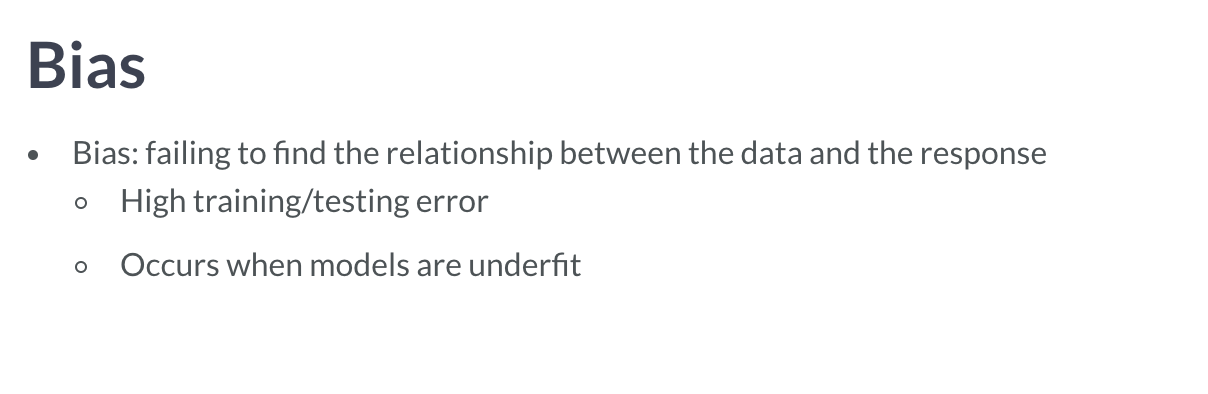 Bias
• Bias: failing to find the relationship between the data and the response
○ High training/testing error
○ Occurs when models are underfit